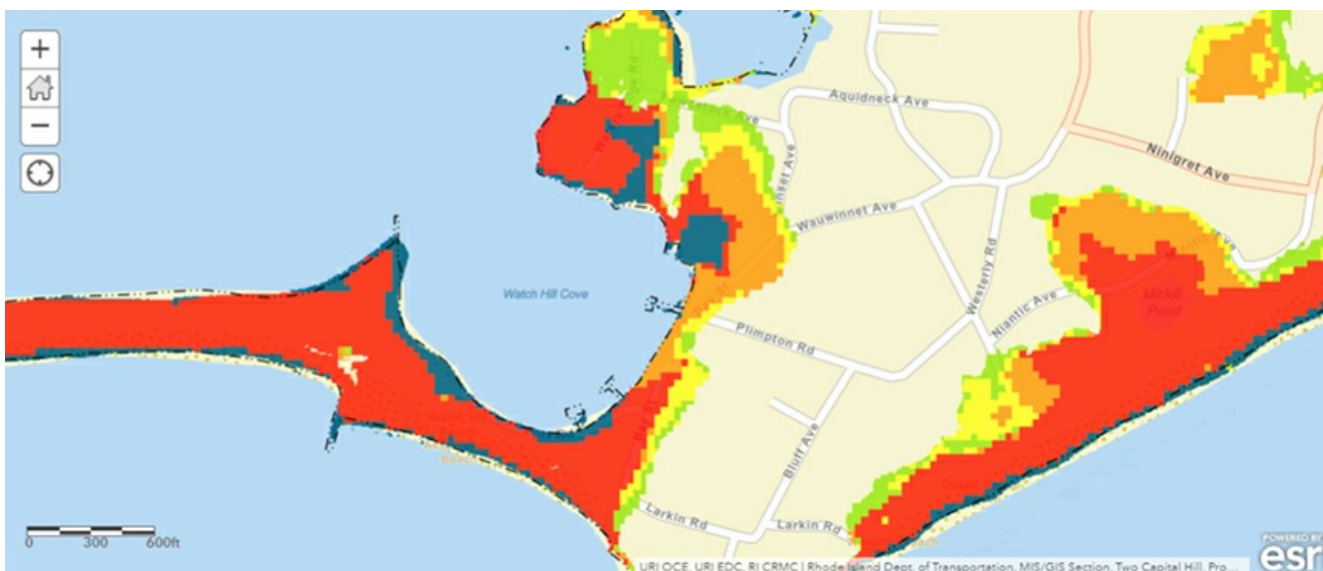 +
Aquidneck Ave
Ninigret Ave
Wauwinnet Ave
−
Westerly Rd
Watch Hill Cove
Niantic Ave
Mickill
Pond
Plimpton Rd
Bluff Ave
Larkin Rd
Larkin Rd
0 300 600ft
POWERED BY
esri
URI OCE, URI EDC, RI CRMC | Rhode Island Dept. of Transportation, MIS/GIS Section, Two Capital Hill, Pro...